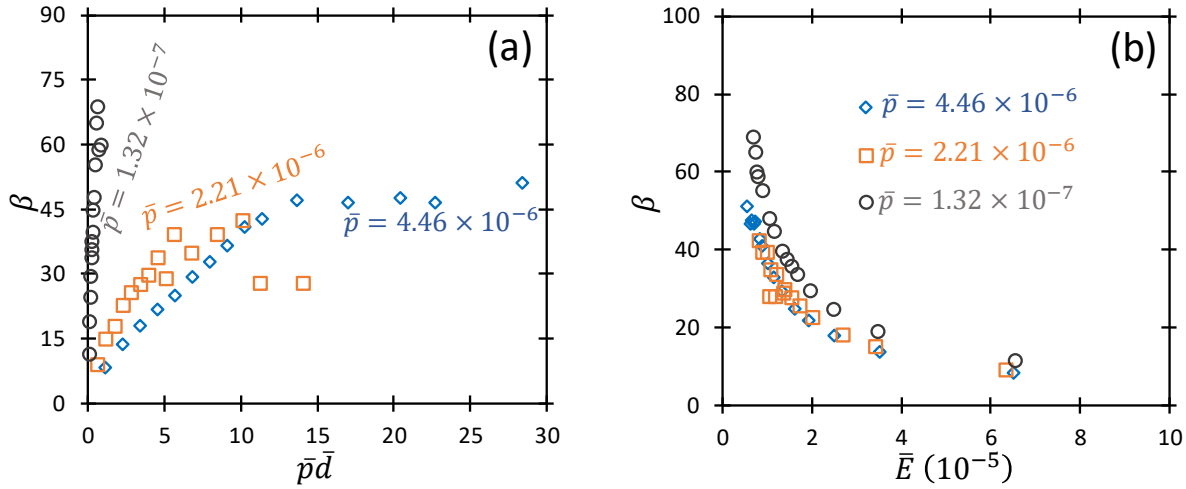 (a)
90
75
60
45
30
15
0
β
p̄ = 1.32 × 10⁻⁷
p̄ = 2.21 × 10⁻⁶
p̄ = 4.46 × 10⁻⁶
0 5 10 15 20 25 30
p̄d̄
(b)
100
80
60
40
20
0
β
p̄ = 4.46 × 10⁻⁶
p̄ = 2.21 × 10⁻⁶
p̄ = 1.32 × 10⁻⁷
0 2 4 6 8 10
Ē (10⁻⁵)